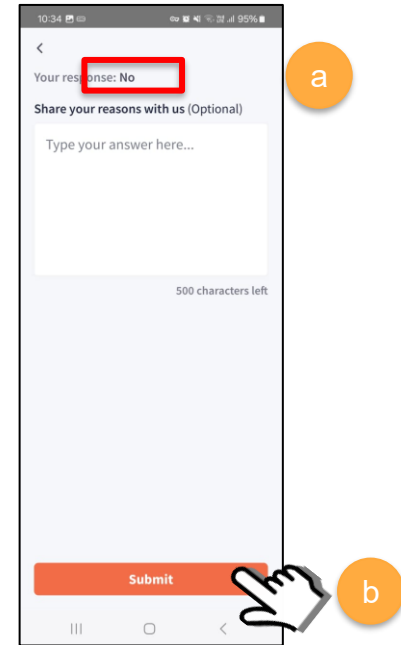 10:34 95%
a
Your response: No
Share your reasons with us (Optional)
Type your answer here...
500 characters left
Submit
b